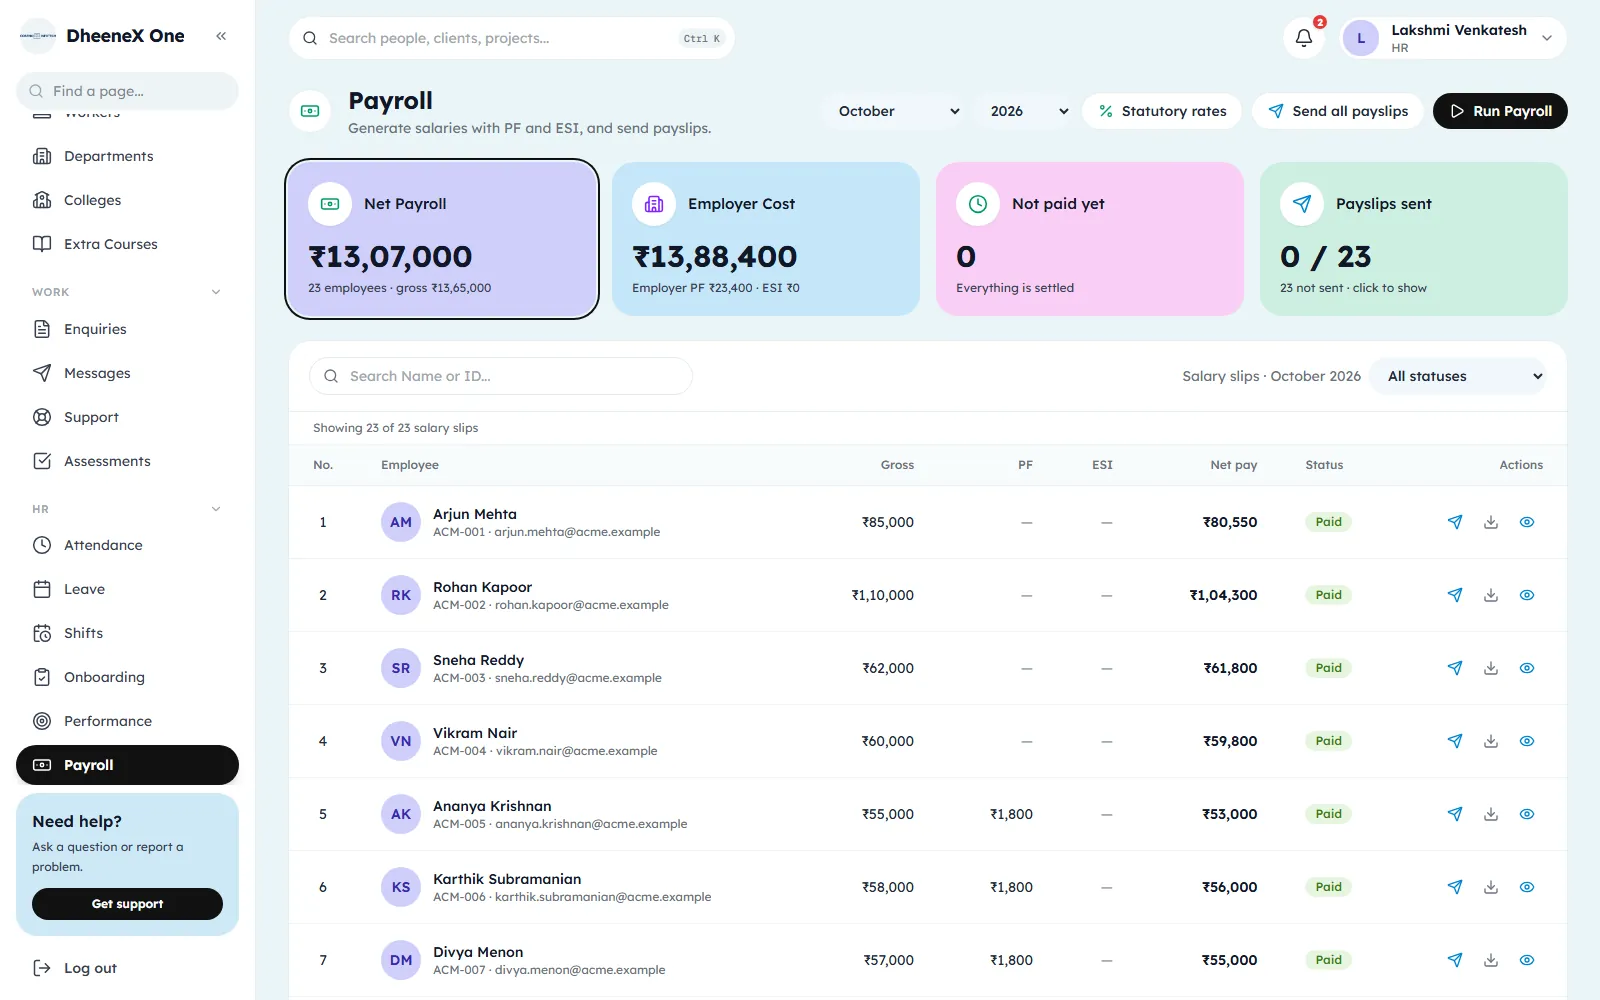 DheeneX One
Find a page...
Workers
Departments
Colleges
Extra Courses
WORK
Enquiries
Messages
Support
Assessments
HR
Attendance
Leave
Shifts
Onboarding
Performance
Payroll
Need help?
Ask a question or report a
problem.
Get support
Log out
Search people, clients, projects...
Ctrl K
2
L
Lakshmi Venkatesh
HR
Payroll
Generate salaries with PF and ESI, and send payslips.
October
2026
Statutory rates
Send all payslips
Run Payroll
Net Payroll
₹13,07,000
23 employees · gross ₹13,65,000
Employer Cost
₹13,88,400
Employer PF ₹23,400 · ESI ₹0
Not paid yet
0
Everything is settled
Payslips sent
0 / 23
23 not sent · click to show
Search Name or ID...
Salary slips · October 2026
All statuses
Showing 23 of 23 salary slips
No. Employee Gross PF ESI Net pay Status Actions
1 AM Arjun Mehta ₹85,000 — — ₹80,550 Paid
ACM-001 · arjun.mehta@acme.example
2 RK Rohan Kapoor ₹1,10,000 — — ₹1,04,300 Paid
ACM-002 · rohan.kapoor@acme.example
3 SR Sneha Reddy ₹62,000 — — ₹61,800 Paid
ACM-003 · sneha.reddy@acme.example
4 VN Vikram Nair ₹60,000 — — ₹59,800 Paid
ACM-004 · vikram.nair@acme.example
5 AK Ananya Krishnan ₹55,000 ₹1,800 — ₹53,000 Paid
ACM-005 · ananya.krishnan@acme.example
6 KS Karthik Subramanian ₹58,000 ₹1,800 — ₹56,000 Paid
ACM-006 · karthik.subramanian@acme.example
7 DM Divya Menon ₹57,000 ₹1,800 — ₹55,000 Paid
ACM-007 · divya.menon@acme.example